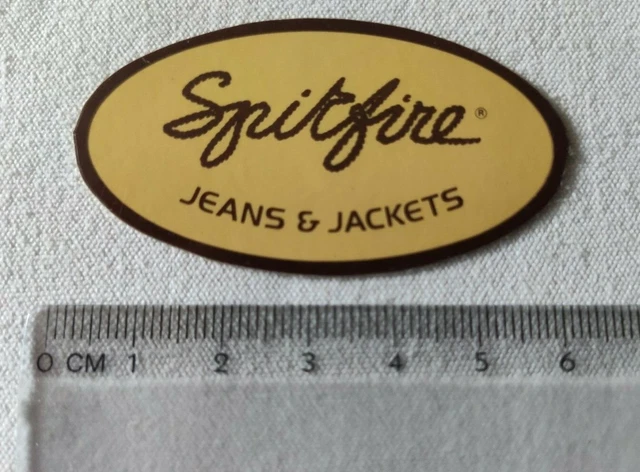 Spitfire®
JEANS & JACKETS
0 CM 1 2 3 4 5 6